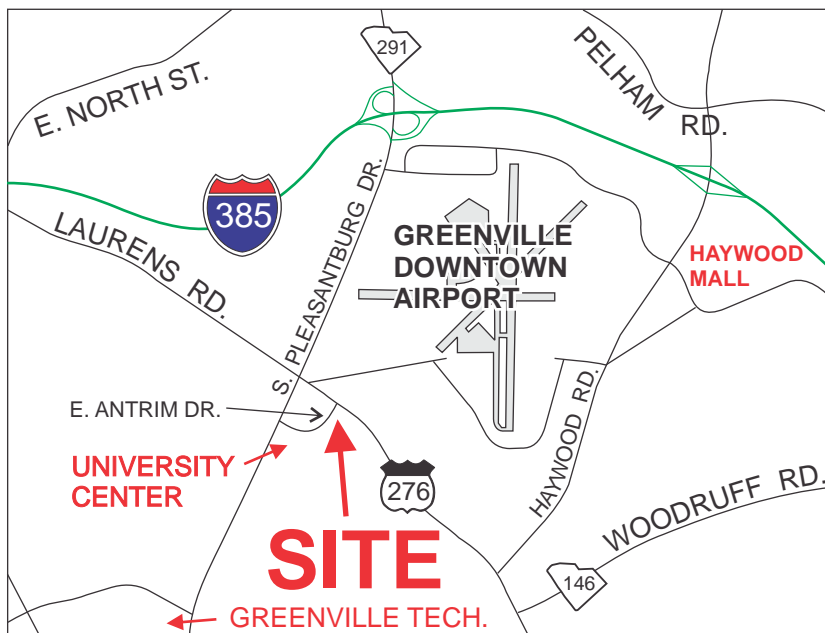 291
PELHAM RD.
E. NORTH ST.
385
LAURENS RD.
S. PLEASANTBURG DR.
GREENVILLE
DOWNTOWN
AIRPORT
HAYWOOD
MALL
E. ANTRIM DR.
HAYWOOD RD.
UNIVERSITY
CENTER
276
WOODRUFF RD.
SITE
146
GREENVILLE TECH.